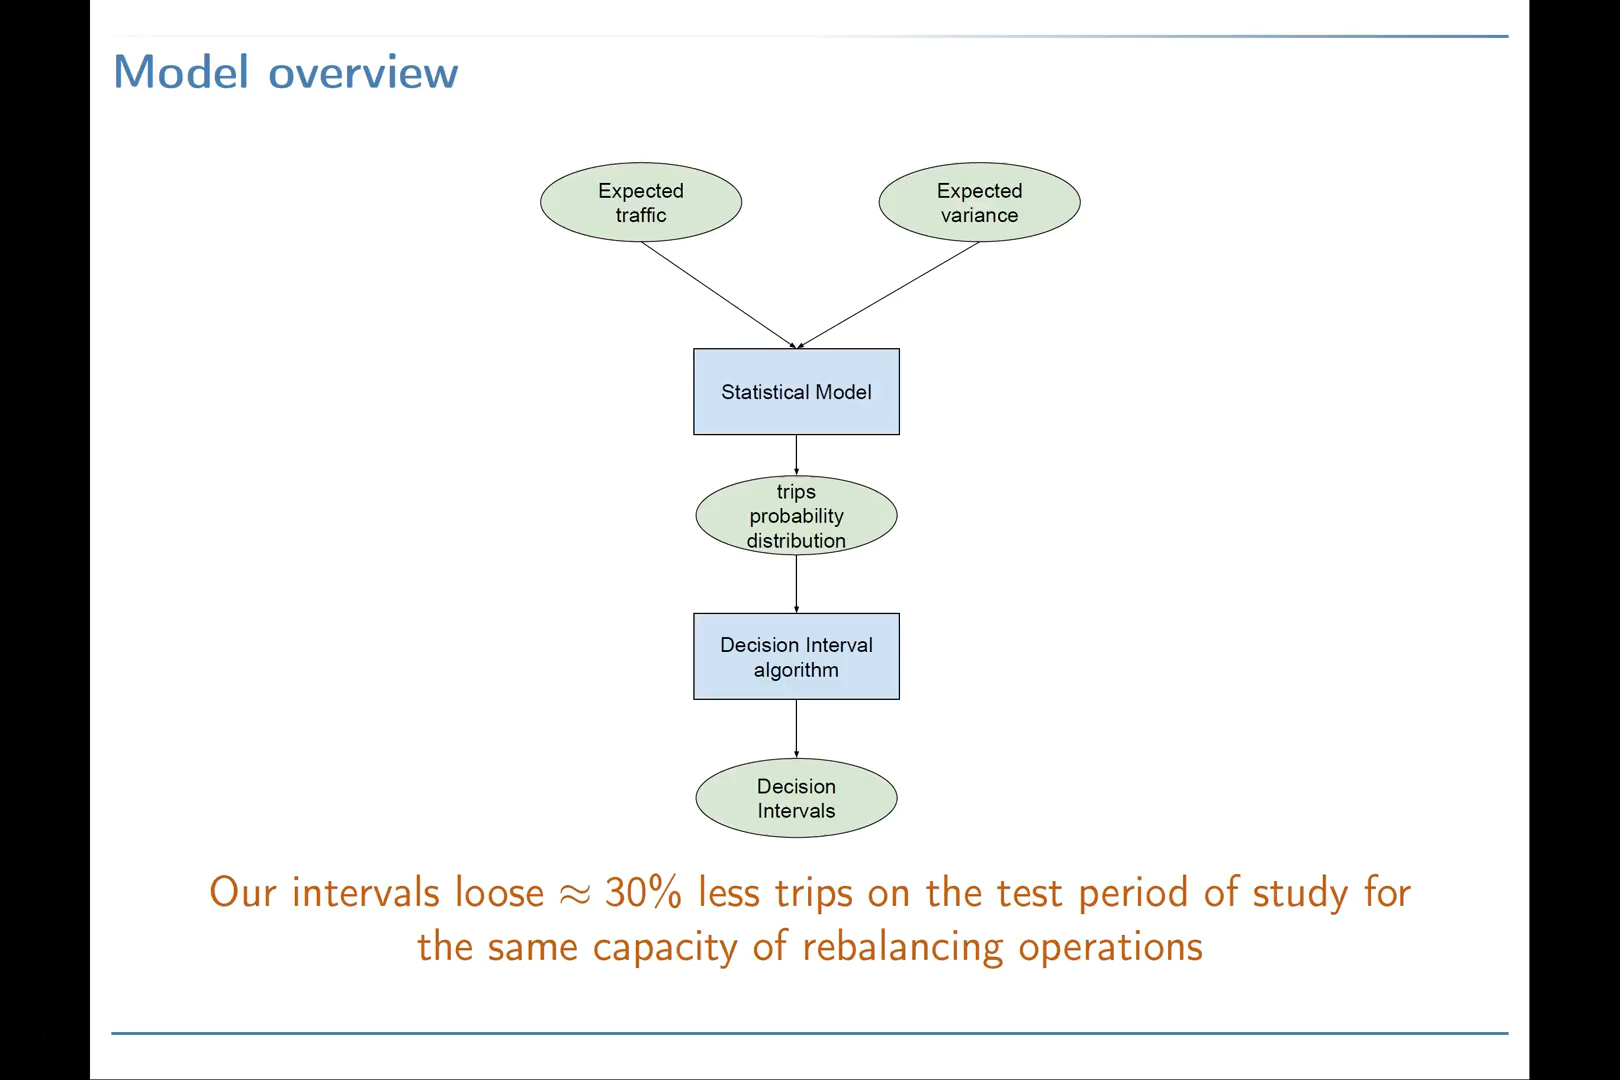 Model overview
Expected
traffic
Expected
variance
Statistical Model
trips
probability
distribution
Decision Interval
algorithm
Decision
Intervals
Our intervals loose ≈ 30% less trips on the test period of study for
the same capacity of rebalancing operations